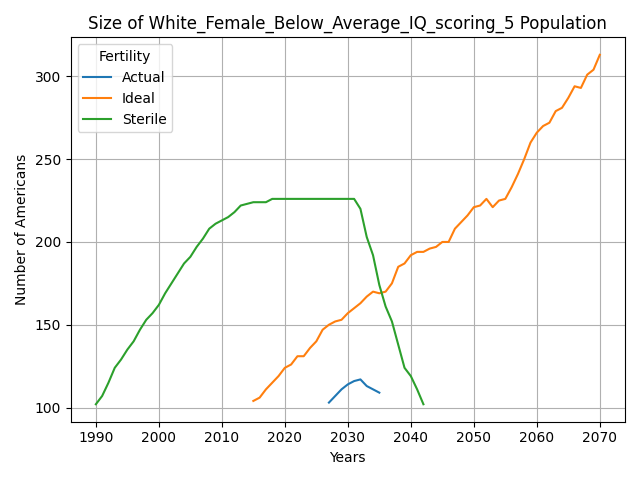 Size of White_Female_Below_Average_IQ_scoring_5 Population
Fertility
Actual
Ideal
Sterile
300
250
200
150
100
Number of Americans
1990 2000 2010 2020 2030 2040 2050 2060 2070
Years